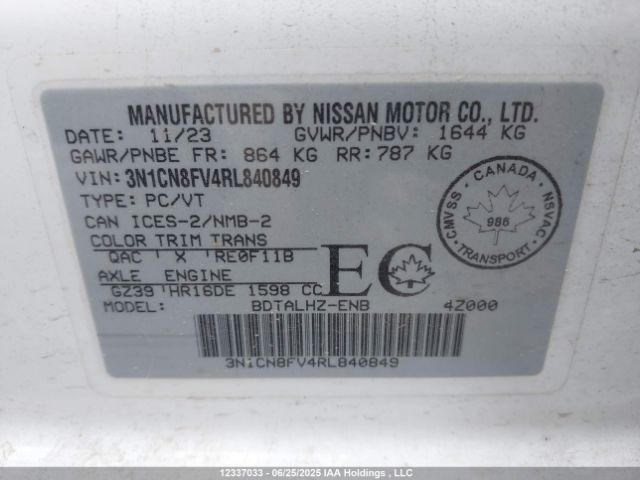 MANUFACTURED BY NISSAN MOTOR CO., LTD.
DATE: 11/23 GVWR/PNBV: 1644 KG
GAWR/PNBE FR: 864 KG RR: 787 KG
VIN: 3N1CN8FV4RL840849
TYPE: PC/VT
CAN ICES-2/NMB-2
COLOR TRIM TRANS
QAC ' X 'RE0F11B
AXLE ENGINE
GZ39 'HR16DE 1598 CC
MODEL: BDTALHZ-ENB 4Z000
EC
CMVSS · CANADA · NSVAC
986
· TRANSPORT ·
3N1CN8FV4RL840849
12337033 06/25/2025 IAA Holdings , LLC